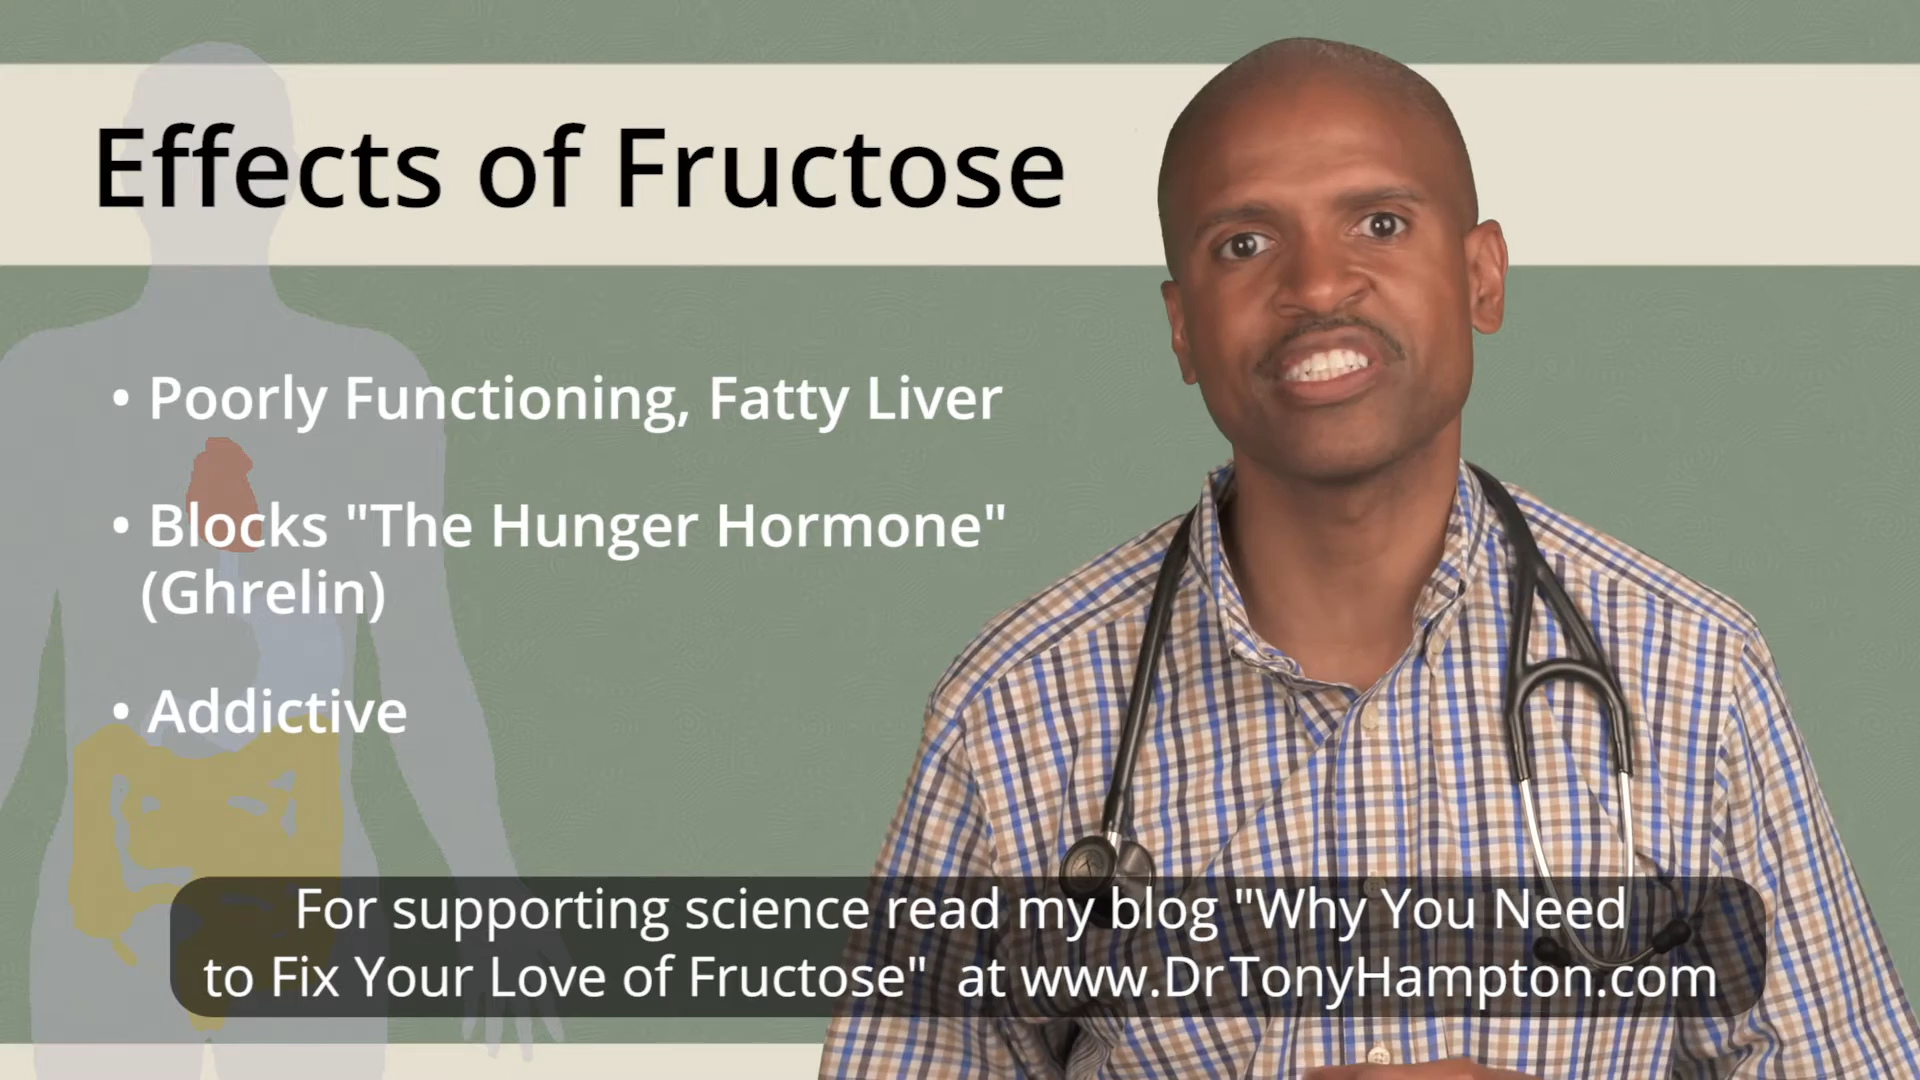 Effects of Fructose
• Poorly Functioning, Fatty Liver
• Blocks "The Hunger Hormone"
(Ghrelin)
• Addictive
For supporting science read my blog "Why You Need
to Fix Your Love of Fructose" at www.DrTonyHampton.com